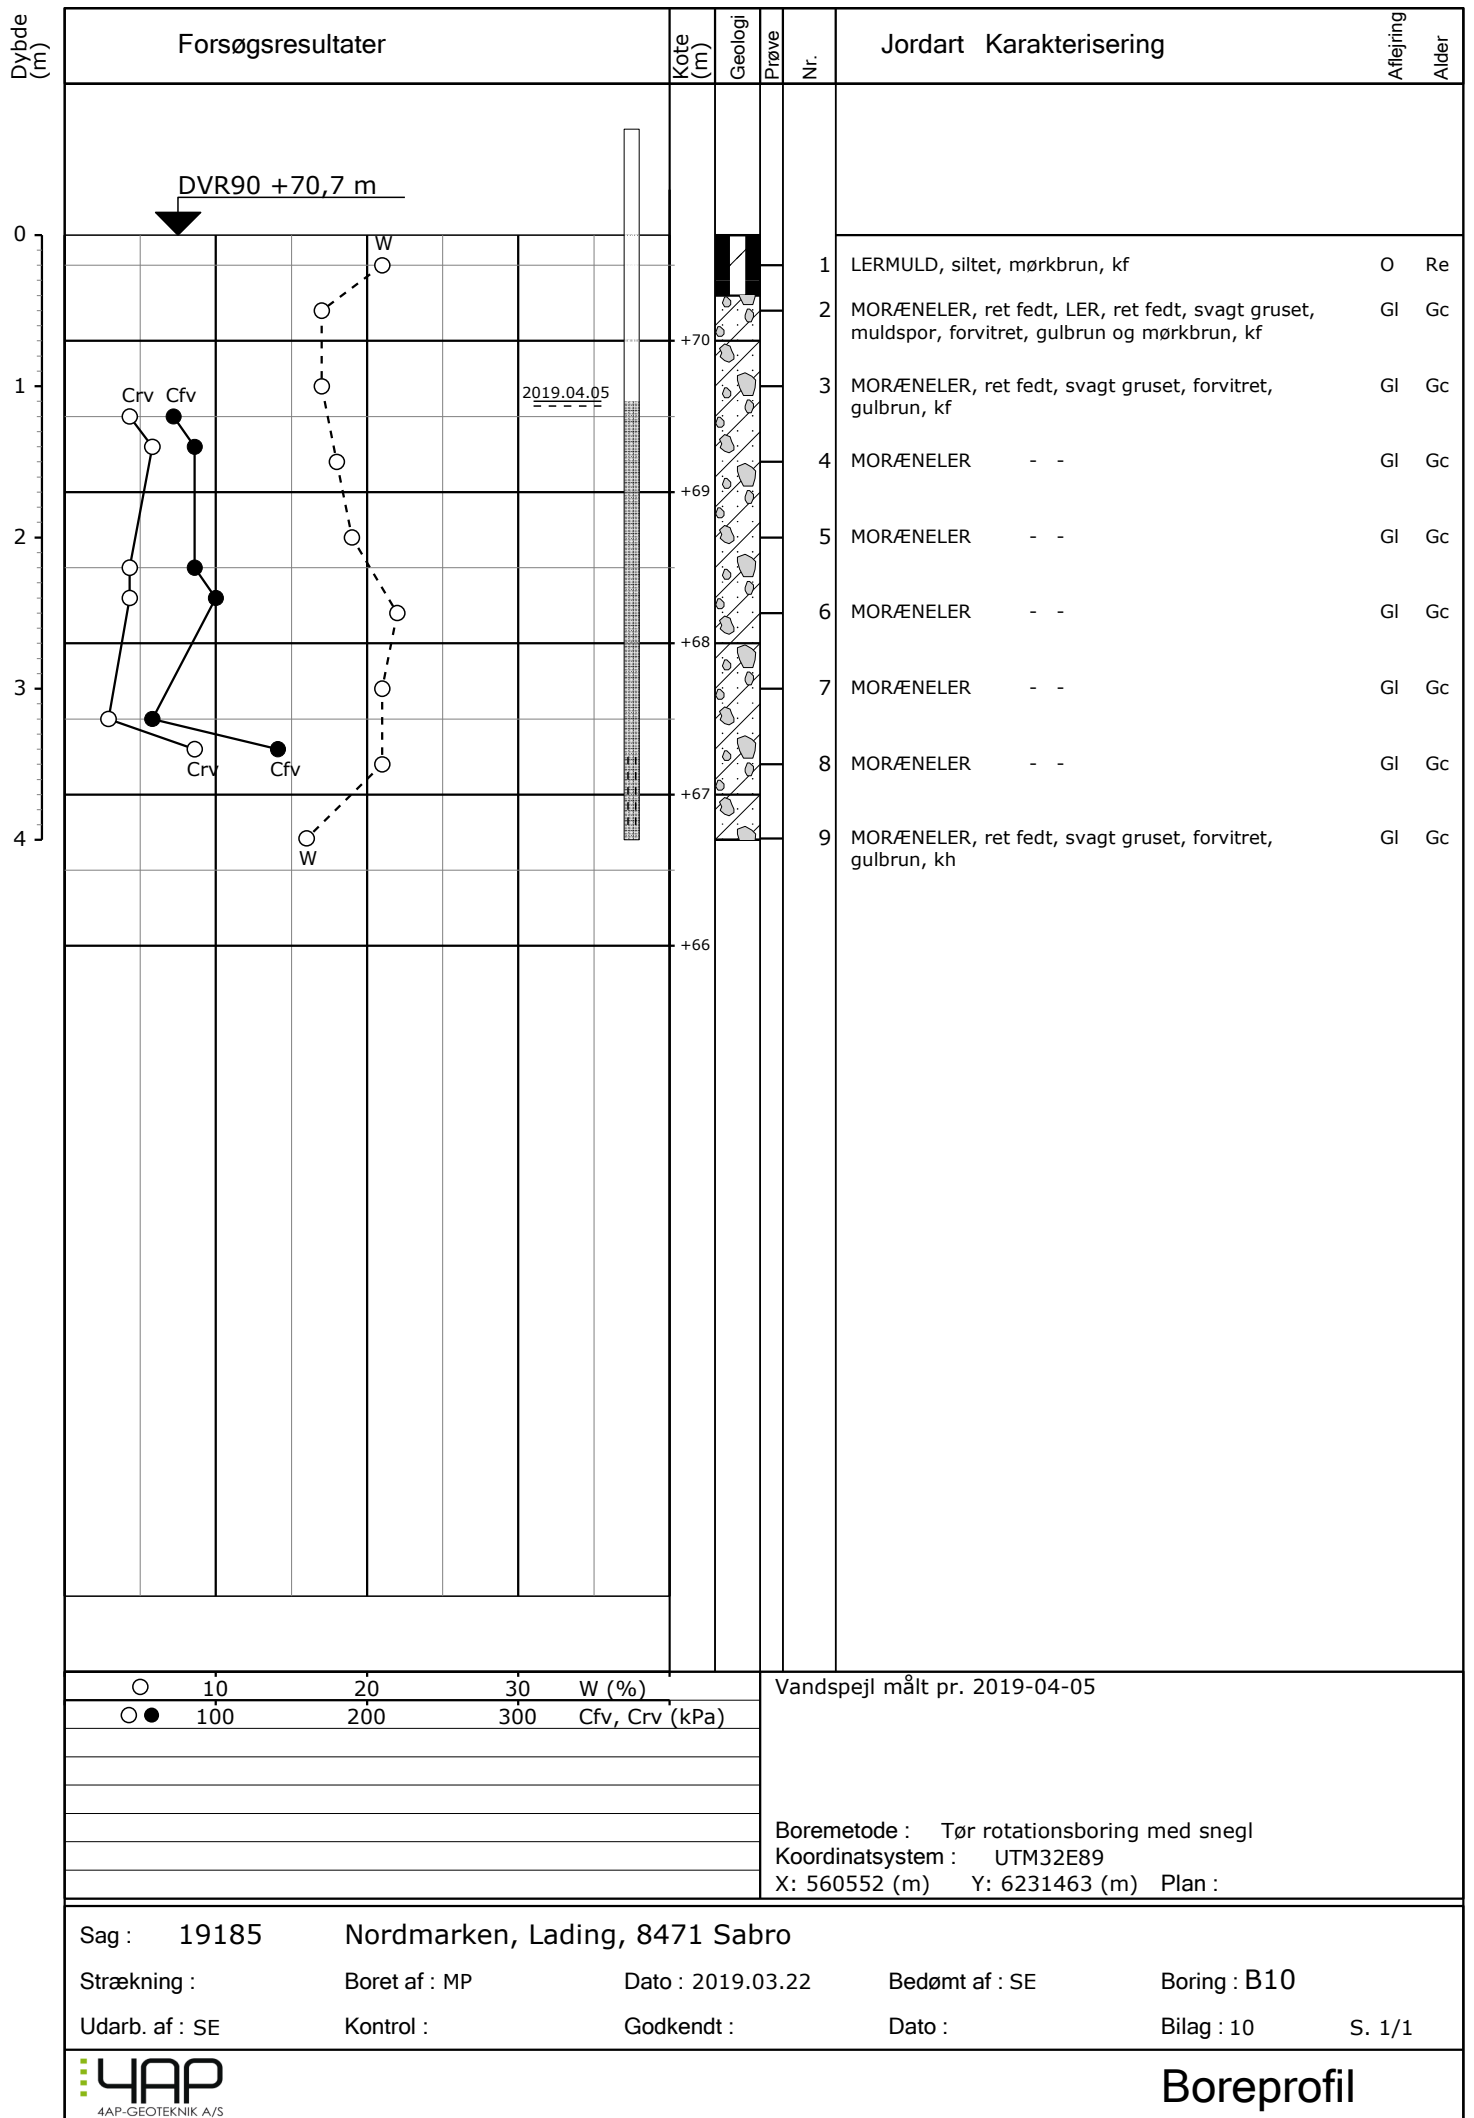 Dybde (m)
Forsøgsresultater
Kote (m)
Geologi
Prøve
Nr.
Jordart Karakterisering
Aflejring
Alder
DVR90 +70,7 m
0
W
1 LERMULD, siltet, mørkbrun, kf O Re
2 MORÆNELER, ret fedt, LER, ret fedt, svagt gruset, Gl Gc
muldspor, forvitret, gulbrun og mørkbrun, kf
+70
1
Crv Cfv
2019.04.05
3 MORÆNELER, ret fedt, svagt gruset, forvitret, Gl Gc
gulbrun, kf
4 MORÆNELER - - Gl Gc
+69
2
5 MORÆNELER - - Gl Gc
6 MORÆNELER - - Gl Gc
+68
3
7 MORÆNELER - - Gl Gc
Crv Cfv
8 MORÆNELER - - Gl Gc
+67
4
W
9 MORÆNELER, ret fedt, svagt gruset, forvitret, Gl Gc
gulbrun, kh
+66
10 20 30 W (%)
100 200 300 Cfv, Crv (kPa)
Vandspejl målt pr. 2019-04-05
Boremetode : Tør rotationsboring med snegl
Koordinatsystem : UTM32E89
X: 560552 (m) Y: 6231463 (m) Plan :
Sag : 19185 Nordmarken, Lading, 8471 Sabro
Strækning : Boret af : MP Dato : 2019.03.22 Bedømt af : SE Boring : B10
Udarb. af : SE Kontrol : Godkendt : Dato : Bilag : 10 S. 1/1
4AP
4AP-GEOTEKNIK A/S
Boreprofil